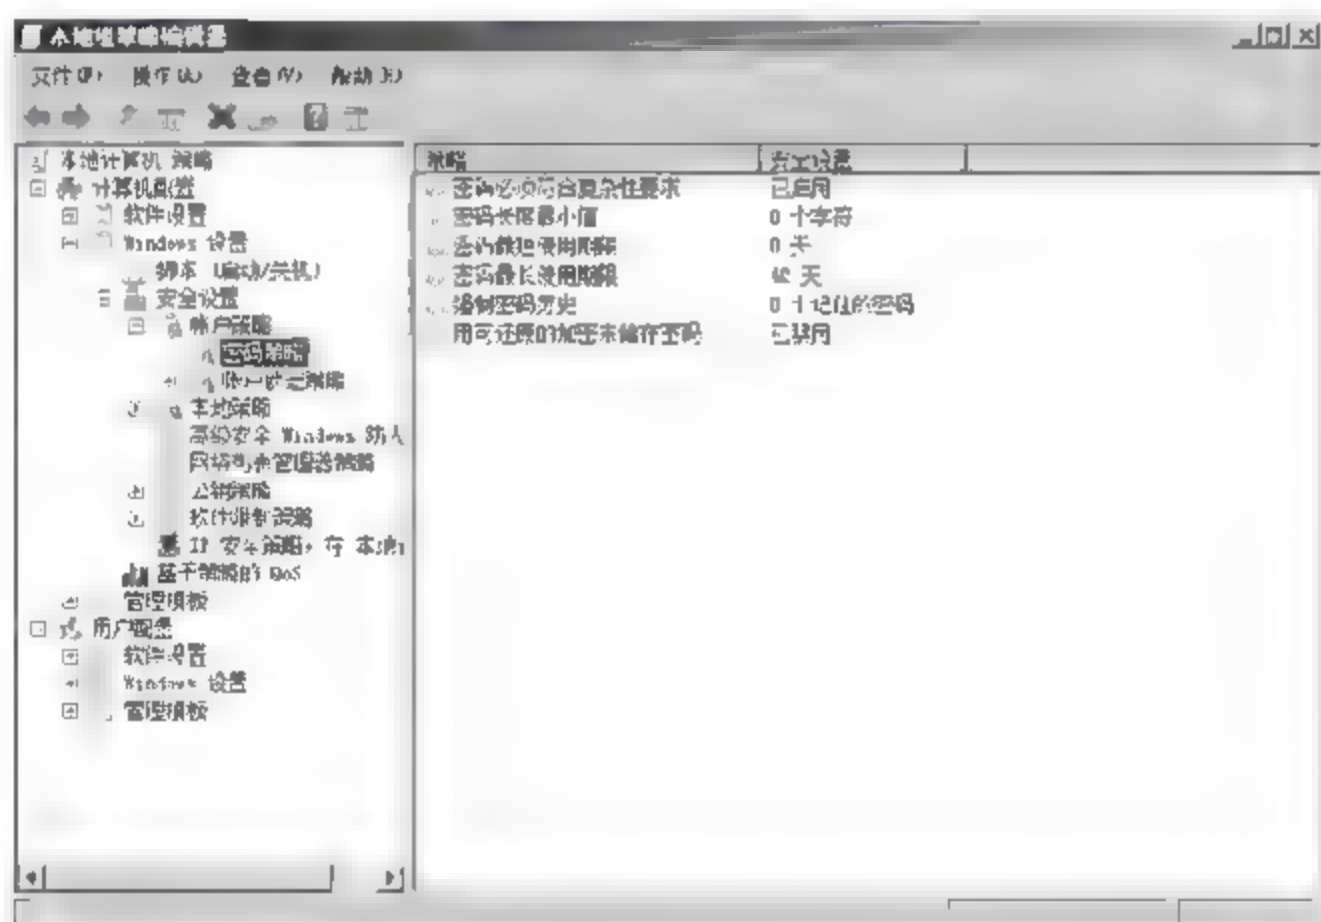 本地组策略编辑器
文件(F) 操作(A) 查看(V) 帮助(H)
本地计算机 策略
计算机配置
软件设置
Windows 设置
脚本(启动/关机)
安全设置
帐户策略
密码策略
帐户锁定策略
本地策略
高级安全 Windows 防火
网络列表管理器策略
公钥策略
软件限制策略
IP 安全策略，在 本地
基于策略的 QoS
管理模板
用户配置
软件设置
Windows 设置
管理模板
策略 安全设置
密码必须符合复杂性要求 已启用
密码长度最小值 0 个字符
密码最短使用期限 0 天
密码最长使用期限 天
强制密码历史 0 个记住的密码
用可还原的加密来储存密码 已禁用